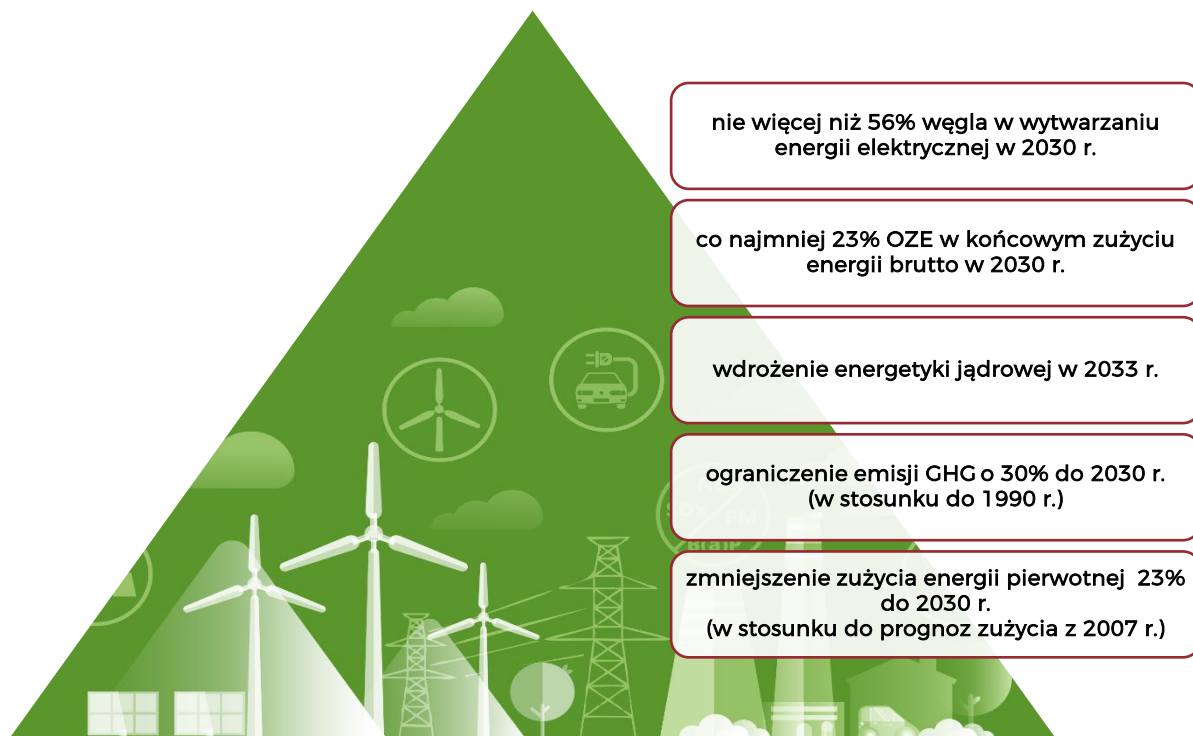 nie więcej niż 56% węgla w wytwarzaniu
energii elektrycznej w 2030 r.
co najmniej 23% OZE w końcowym zużyciu
energii brutto w 2030 r.
wdrożenie energetyki jądrowej w 2033 r.
ograniczenie emisji GHG o 30% do 2030 r.
(w stosunku do 1990 r.)
zmniejszenie zużycia energii pierwotnej 23%
do 2030 r.
(w stosunku do prognoz zużycia z 2007 r.)
SOx
PM
B(a)P